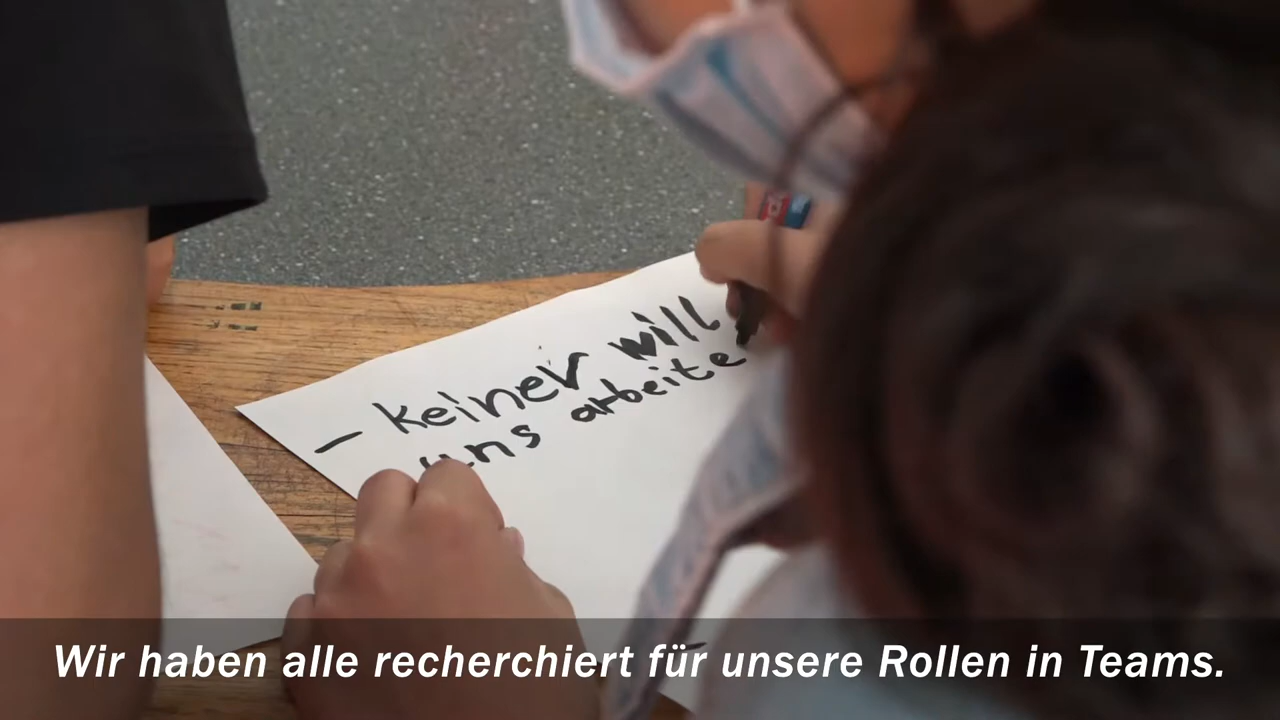 - keiner will
uns arbeite
Wir haben alle recherchiert für unsere Rollen in Teams.